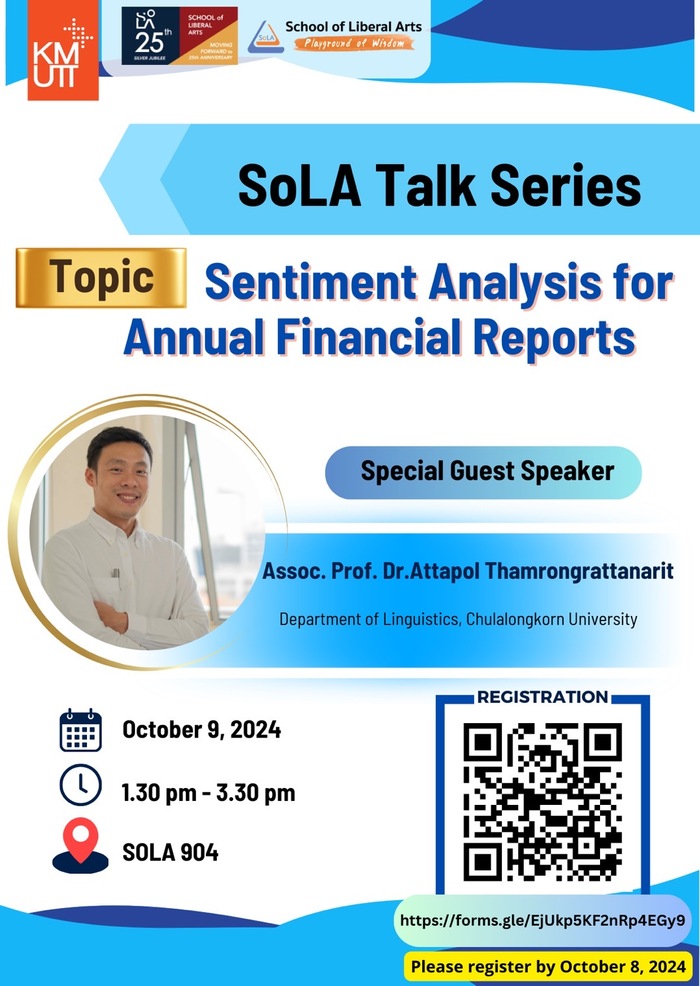 KM
UTT
SoLA
25th
SILVER JUBILEE
SCHOOL of
LIBERAL
ARTS
MOVING
FORWARD to
25th ANNIVERSARY
SoLA
School of Liberal Arts
Playground of Wisdom
SoLA Talk Series
Topic
Sentiment Analysis for
Annual Financial Reports
Special Guest Speaker
Assoc. Prof. Dr.Attapol Thamrongrattanarit
Department of Linguistics, Chulalongkorn University
October 9, 2024
1.30 pm - 3.30 pm
SOLA 904
REGISTRATION
https://forms.gle/EjUkp5KF2nRp4EGy9
Please register by October 8, 2024